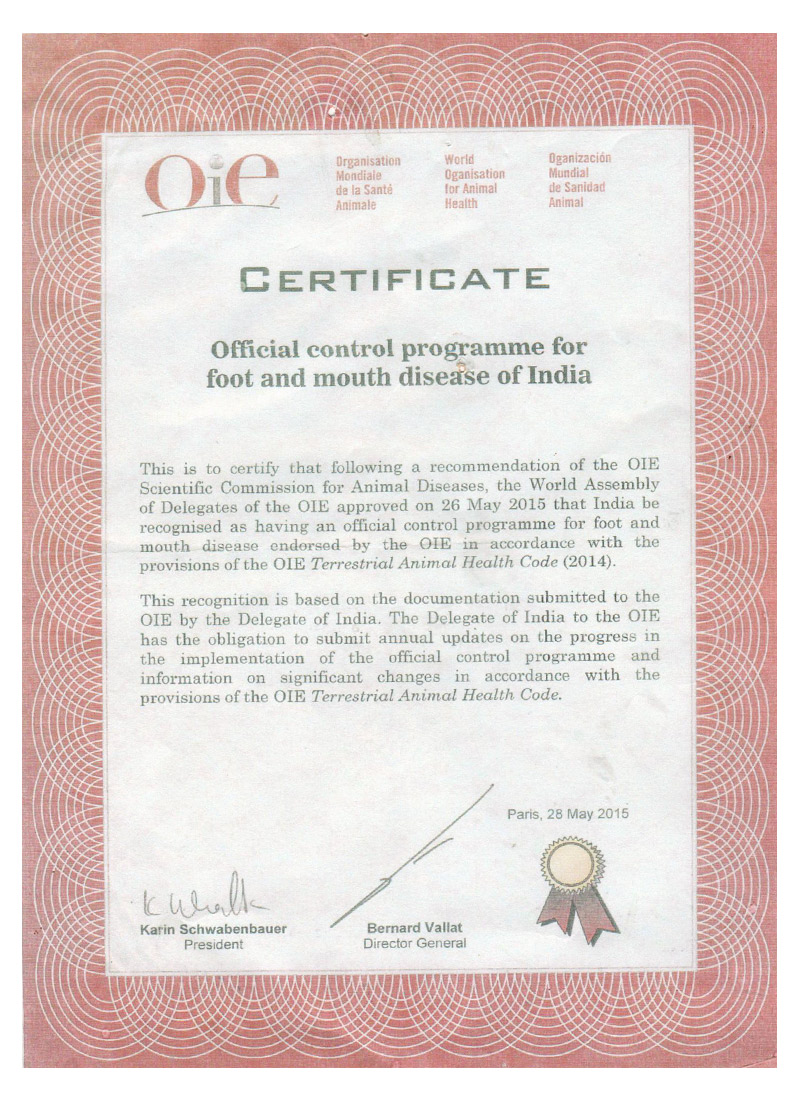 OiE
Organisation
Mondiale
de la Santé
Animale
World
Oganisation
for Animal
Health
Oganización
Mundial
de Sanidad
Animal
CERTIFICATE
Official control programme for
foot and mouth disease of India
This is to certify that following a recommendation of the OIE
Scientific Commission for Animal Diseases, the World Assembly
of Delegates of the OIE approved on 26 May 2015 that India be
recognised as having an official control programme for foot and
mouth disease endorsed by the OIE in accordance with the
provisions of the OIE Terrestrial Animal Health Code (2014).
This recognition is based on the documentation submitted to the
OIE by the Delegate of India. The Delegate of India to the OIE
has the obligation to submit annual updates on the progress in
the implementation of the official control programme and
information on significant changes in accordance with the
provisions of the OIE Terrestrial Animal Health Code.
Paris, 28 May 2015
Karin Schwabenbauer
President
Bernard Vallat
Director General